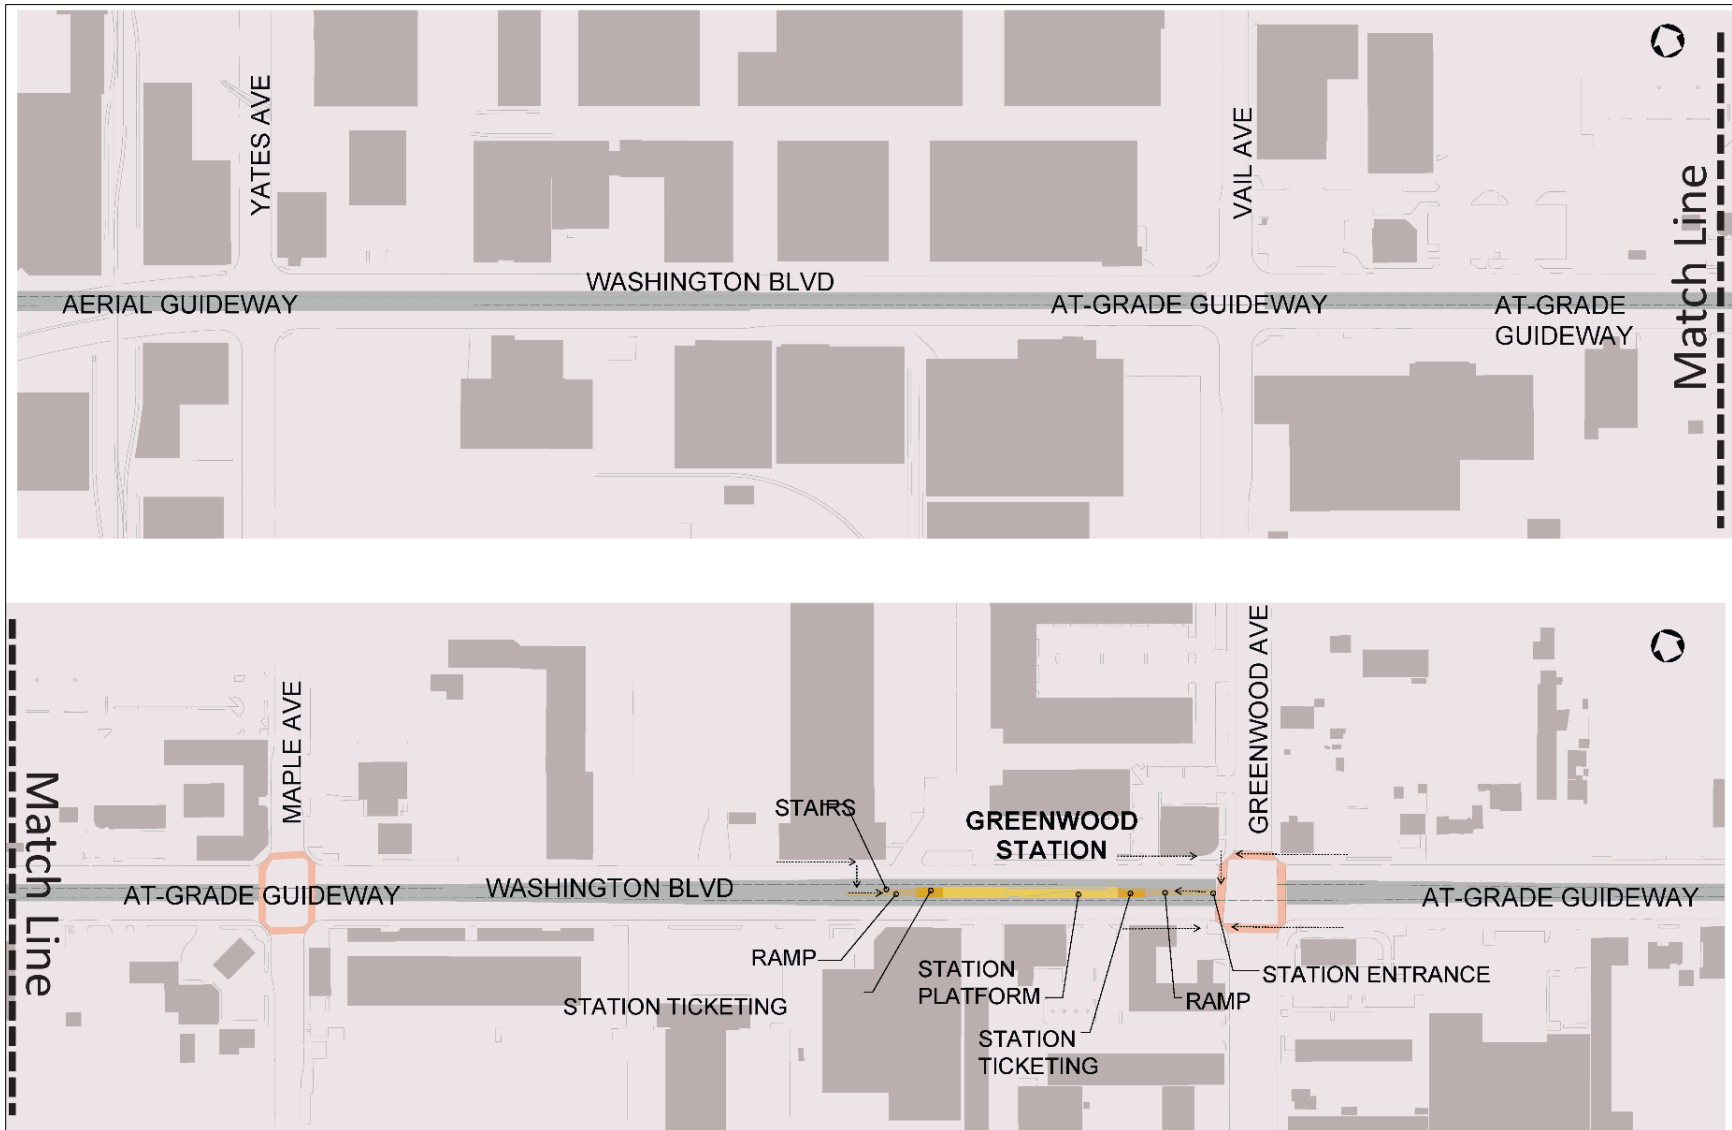 YATES AVE
VAIL AVE
Match Line
WASHINGTON BLVD
AERIAL GUIDEWAY
AT-GRADE GUIDEWAY
AT-GRADE
GUIDEWAY
Match Line
MAPLE AVE
GREENWOOD AVE
STAIRS
GREENWOOD
STATION
AT-GRADE GUIDEWAY
WASHINGTON BLVD
AT-GRADE GUIDEWAY
RAMP
STATION TICKETING
STATION
PLATFORM
STATION
TICKETING
RAMP
STATION ENTRANCE